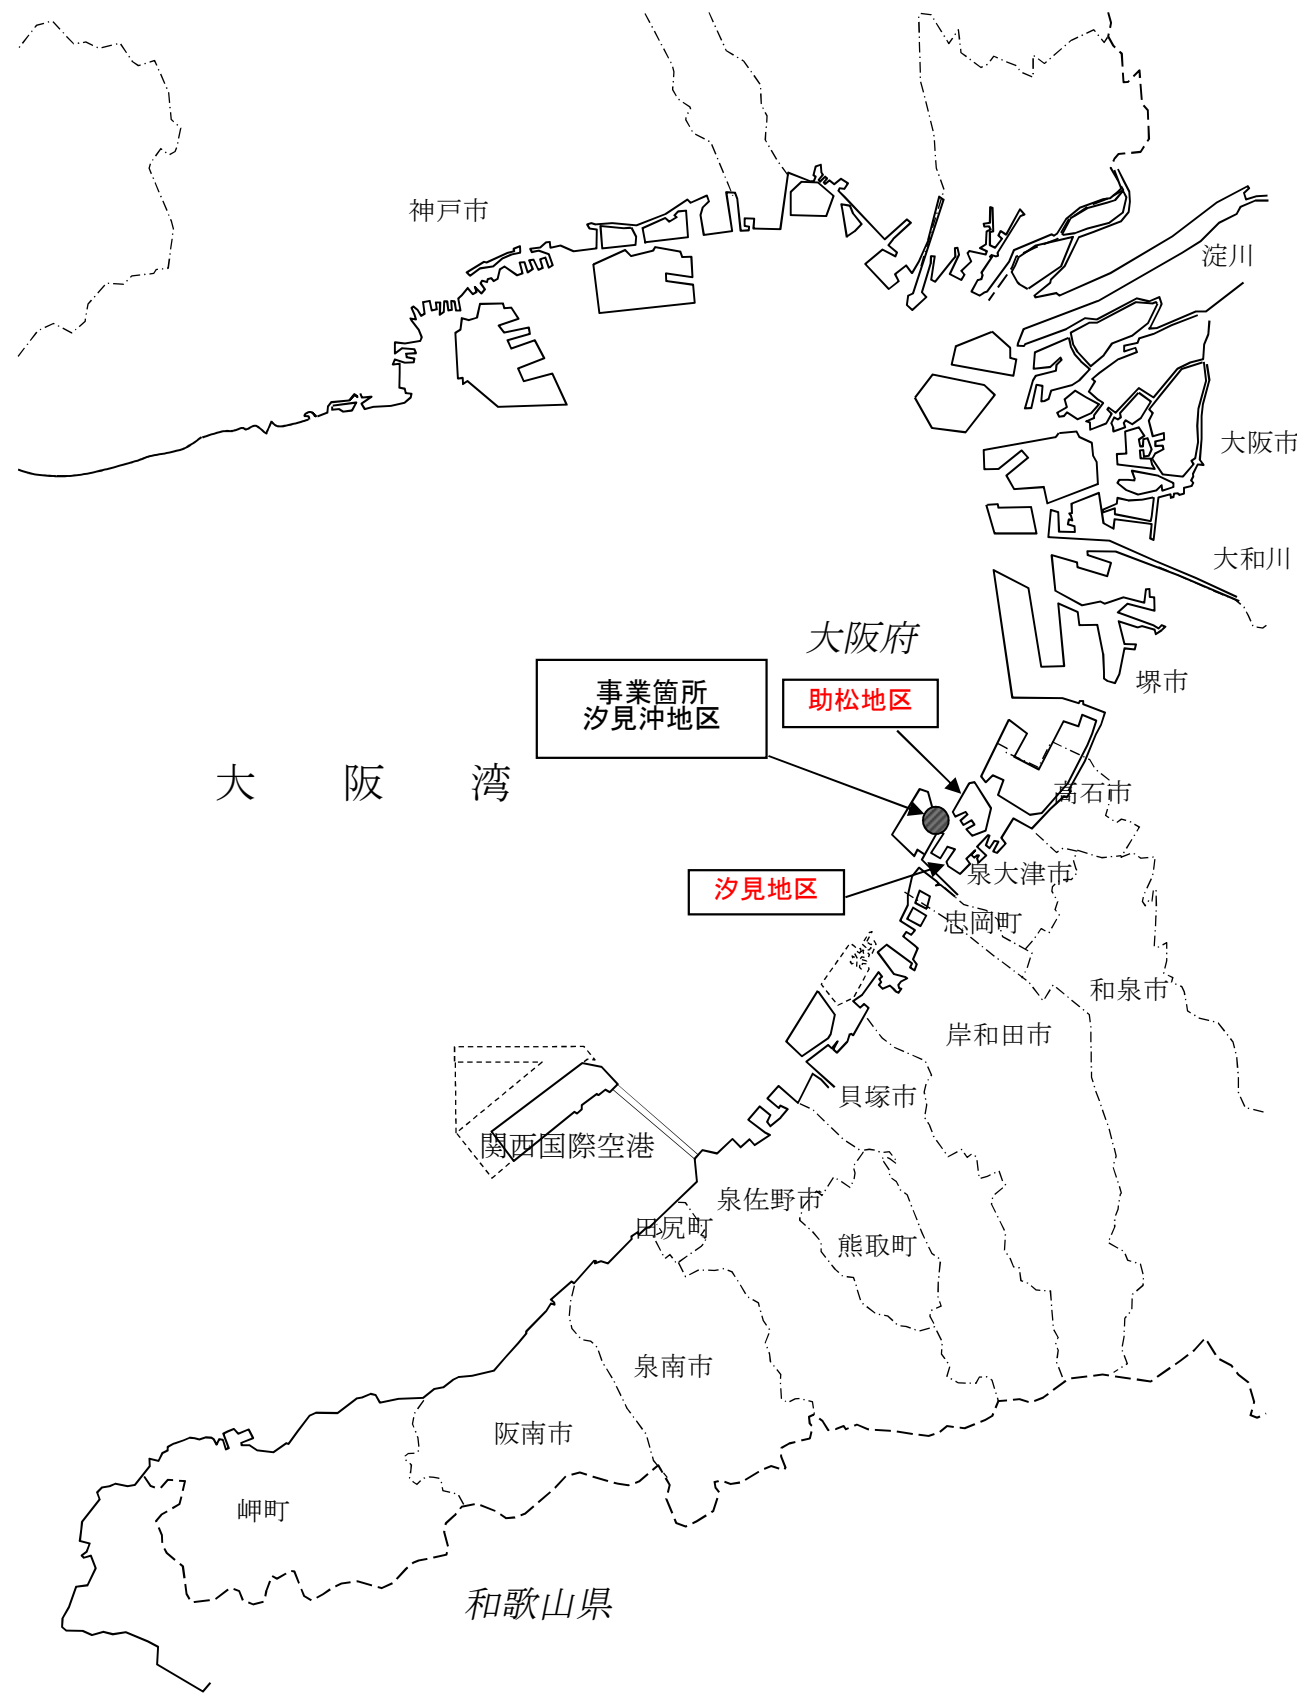 神戸市
淀川
大阪市
大和川
大阪府
事業箇所
汐見沖地区
助松地区
堺市
大 阪 湾
高石市
泉大津市
汐見地区
忠岡町
和泉市
岸和田市
貝塚市
関西国際空港
泉佐野市
田尻町
熊取町
泉南市
阪南市
岬町
和歌山県